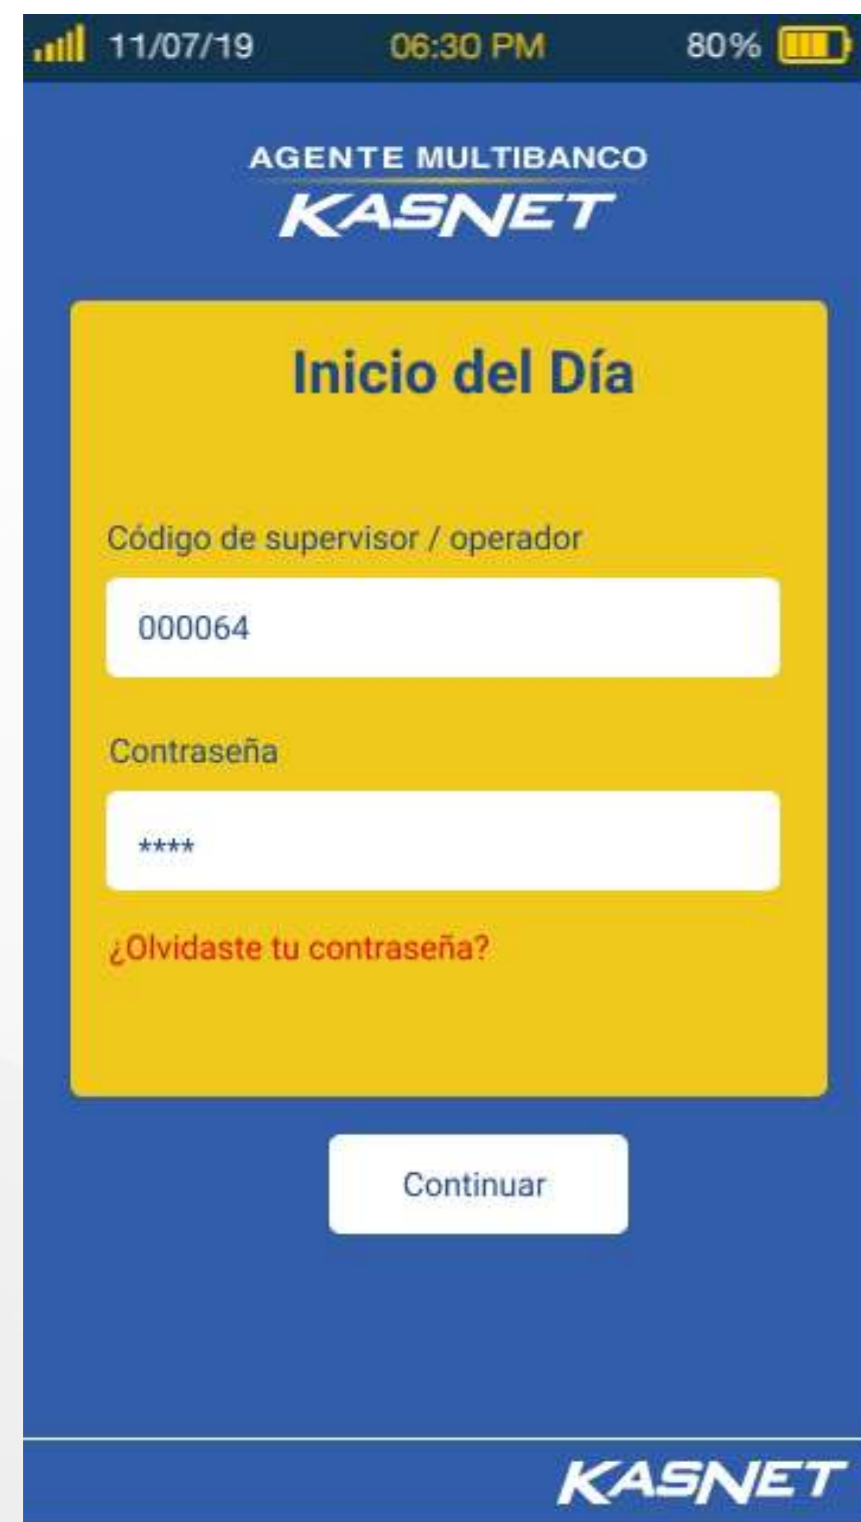 11/07/19 06:30 PM 80%
AGENTE MULTIBANCO
KASNET
Inicio del Día
Código de supervisor / operador
000064
Contraseña
****
¿Olvidaste tu contraseña?
Continuar
KASNET